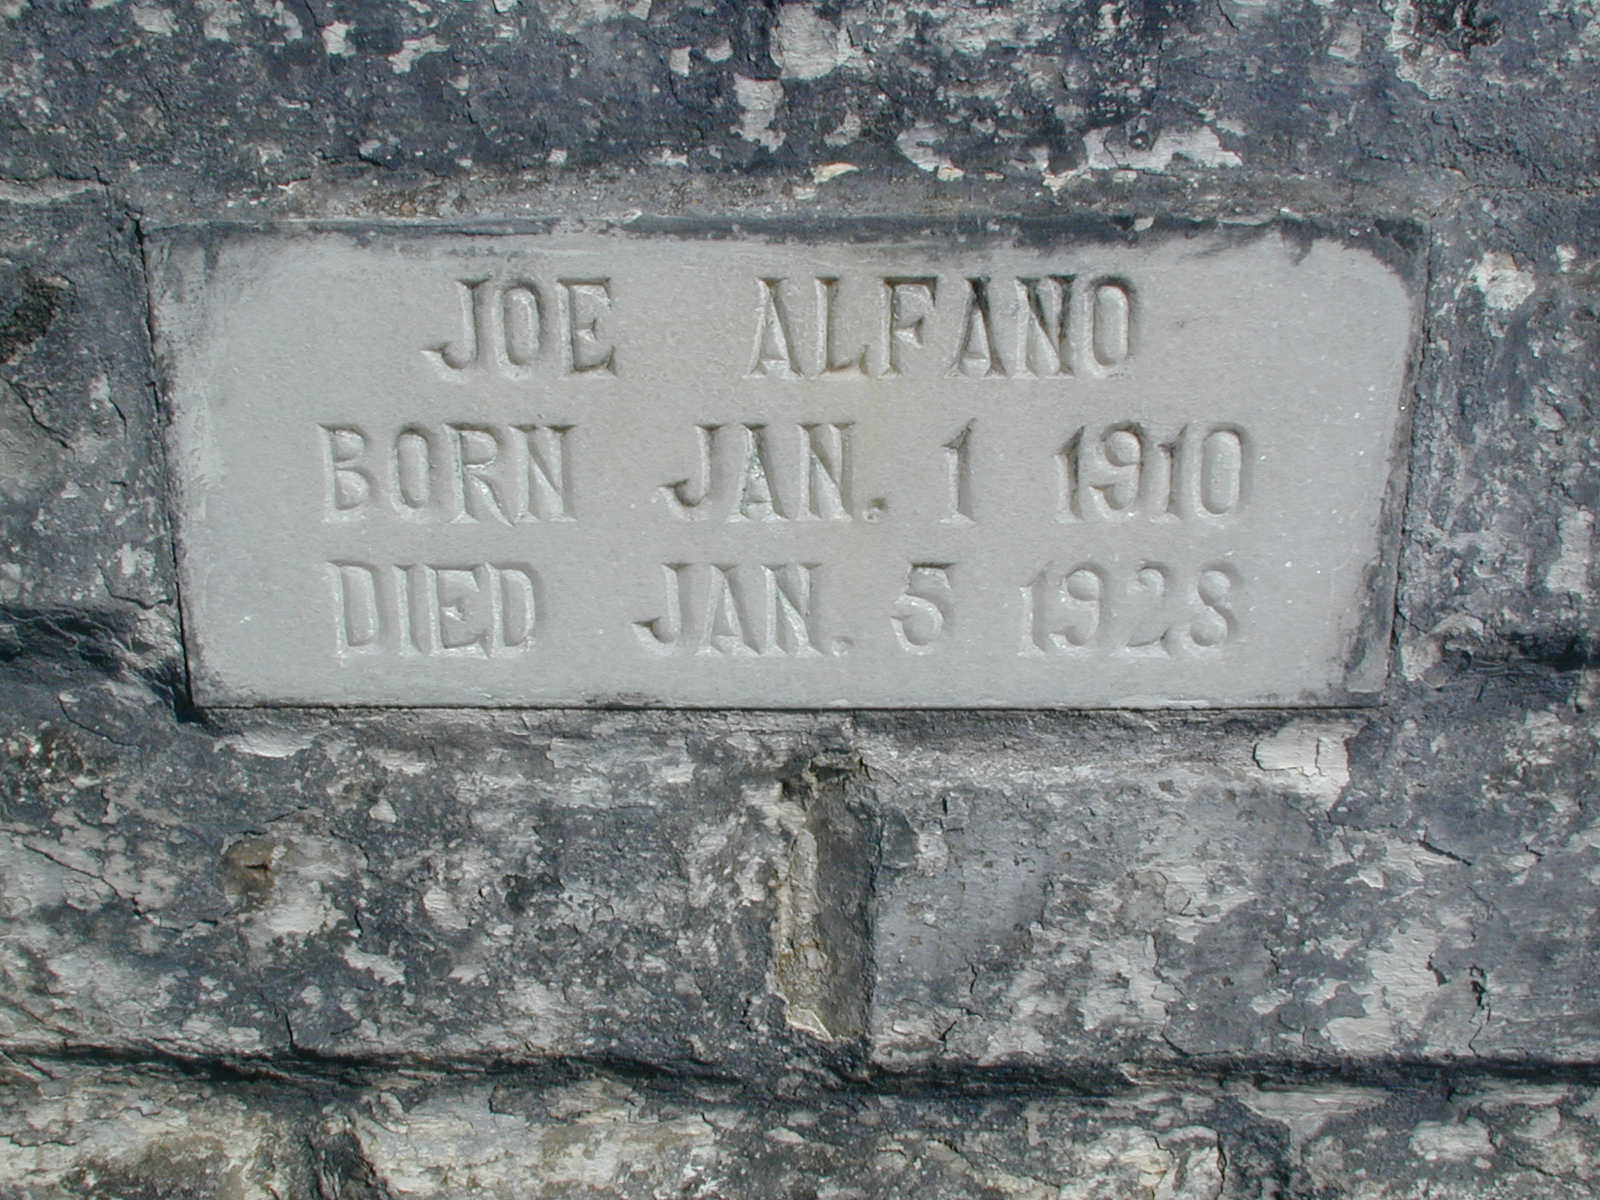 JOE ALFANO
BORN JAN. 1 1910
DIED JAN. 5 1928